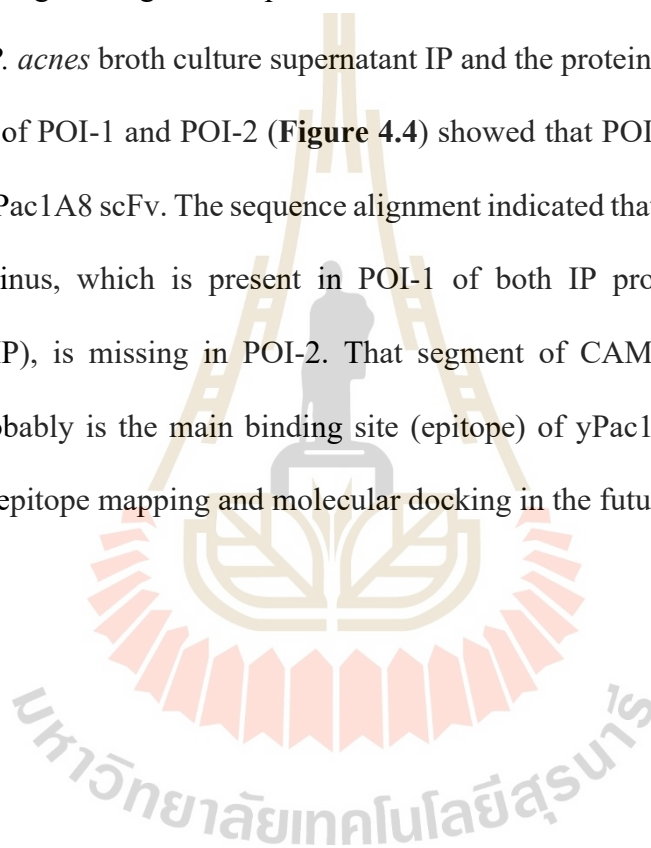 P. acnes broth culture supernatant IP and the protein
of POI-1 and POI-2 (Figure 4.4) showed that POI
Pac1A8 scFv. The sequence alignment indicated that
inus, which is present in POI-1 of both IP pro
IP), is missing in POI-2. That segment of CAM
obably is the main binding site (epitope) of yPac1
epitope mapping and molecular docking in the futu
มหาวิทยาลัยเทคโนโลยีสุรนารี